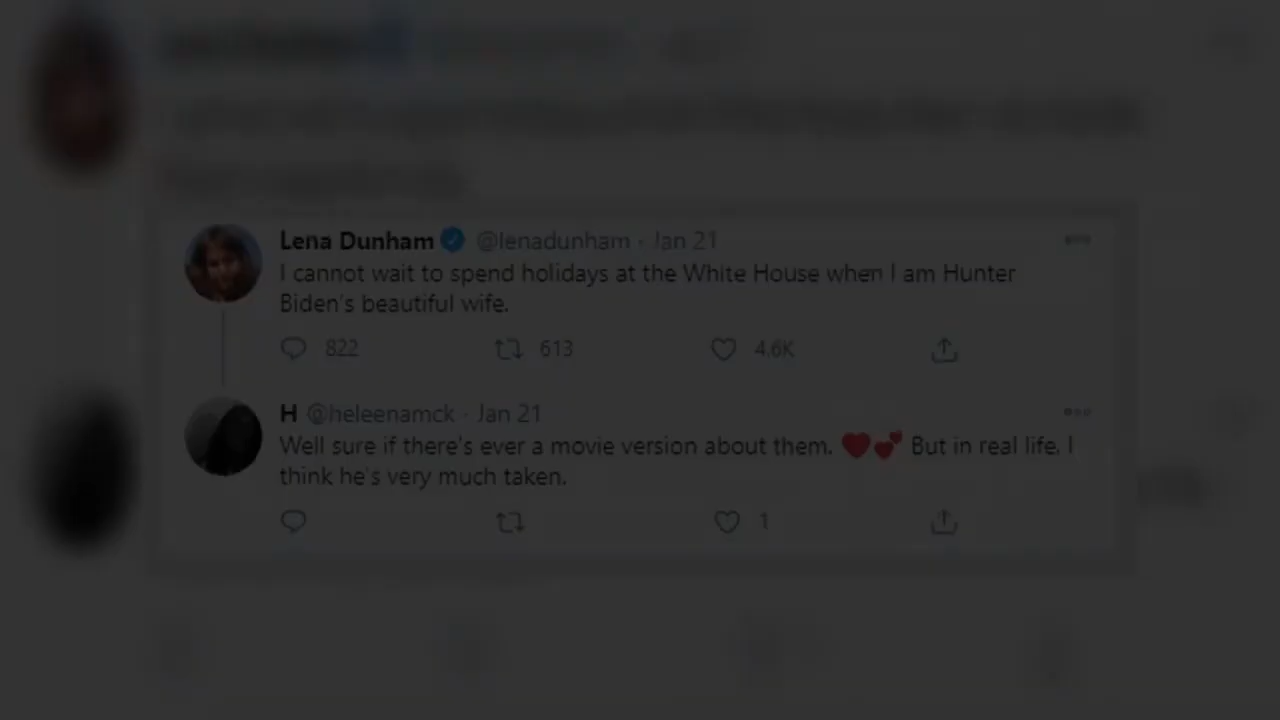 Lena Dunham @lenadunham · Jan 21
I cannot wait to spend holidays at the White House when I am Hunter
Biden's beautiful wife.
822 613 4.6K
H @heleenamck · Jan 21
Well sure if there's ever a movie version about them. ❤️💕 But in real life, I
think he's very much taken.
1